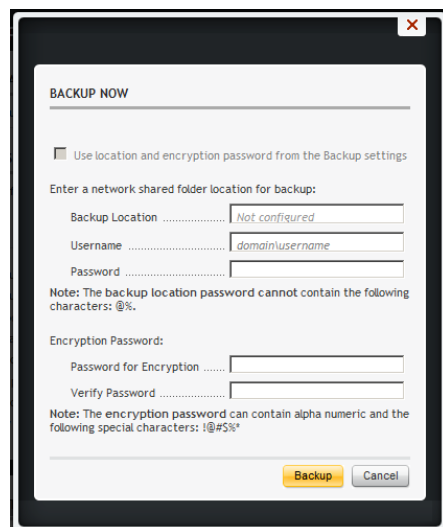 BACKUP NOW
Use location and encryption password from the Backup settings
Enter a network shared folder location for backup:
Backup Location .................... Not configured
Username ............................. domain\username
Password ..............................
Note: The backup location password cannot contain the following
characters: @%.
Encryption Password:
Password for Encryption ......
Verify Password ....................
Note: The encryption password can contain alpha numeric and the
following special characters: !@#$%*
Backup Cancel